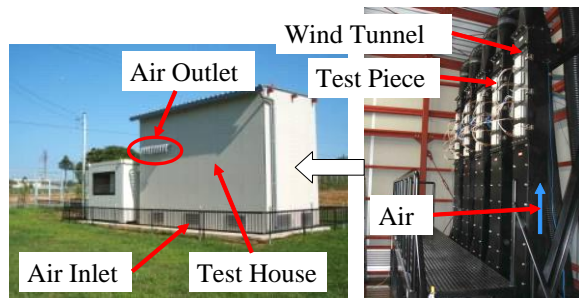 Wind Tunnel
Air Outlet
Test Piece
Air
Air Inlet
Test House